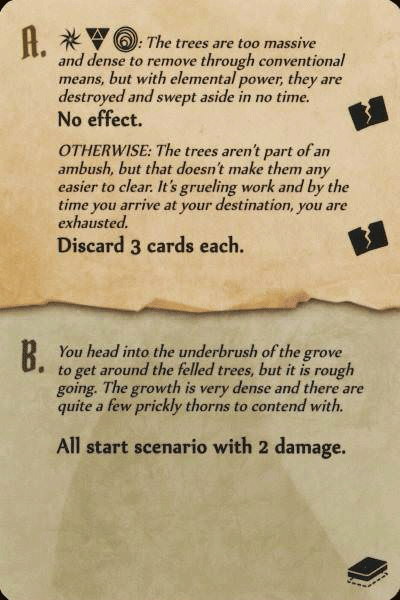 A. : The trees are too massive
and dense to remove through conventional
means, but with elemental power, they are
destroyed and swept aside in no time.
No effect.
OTHERWISE: The trees aren't part of an
ambush, but that doesn't make them any
easier to clear. It's grueling work and by the
time you arrive at your destination, you are
exhausted.
Discard 3 cards each.
B. You head into the underbrush of the grove
to get around the felled trees, but it is rough
going. The growth is very dense and there are
quite a few prickly thorns to contend with.
All start scenario with 2 damage.